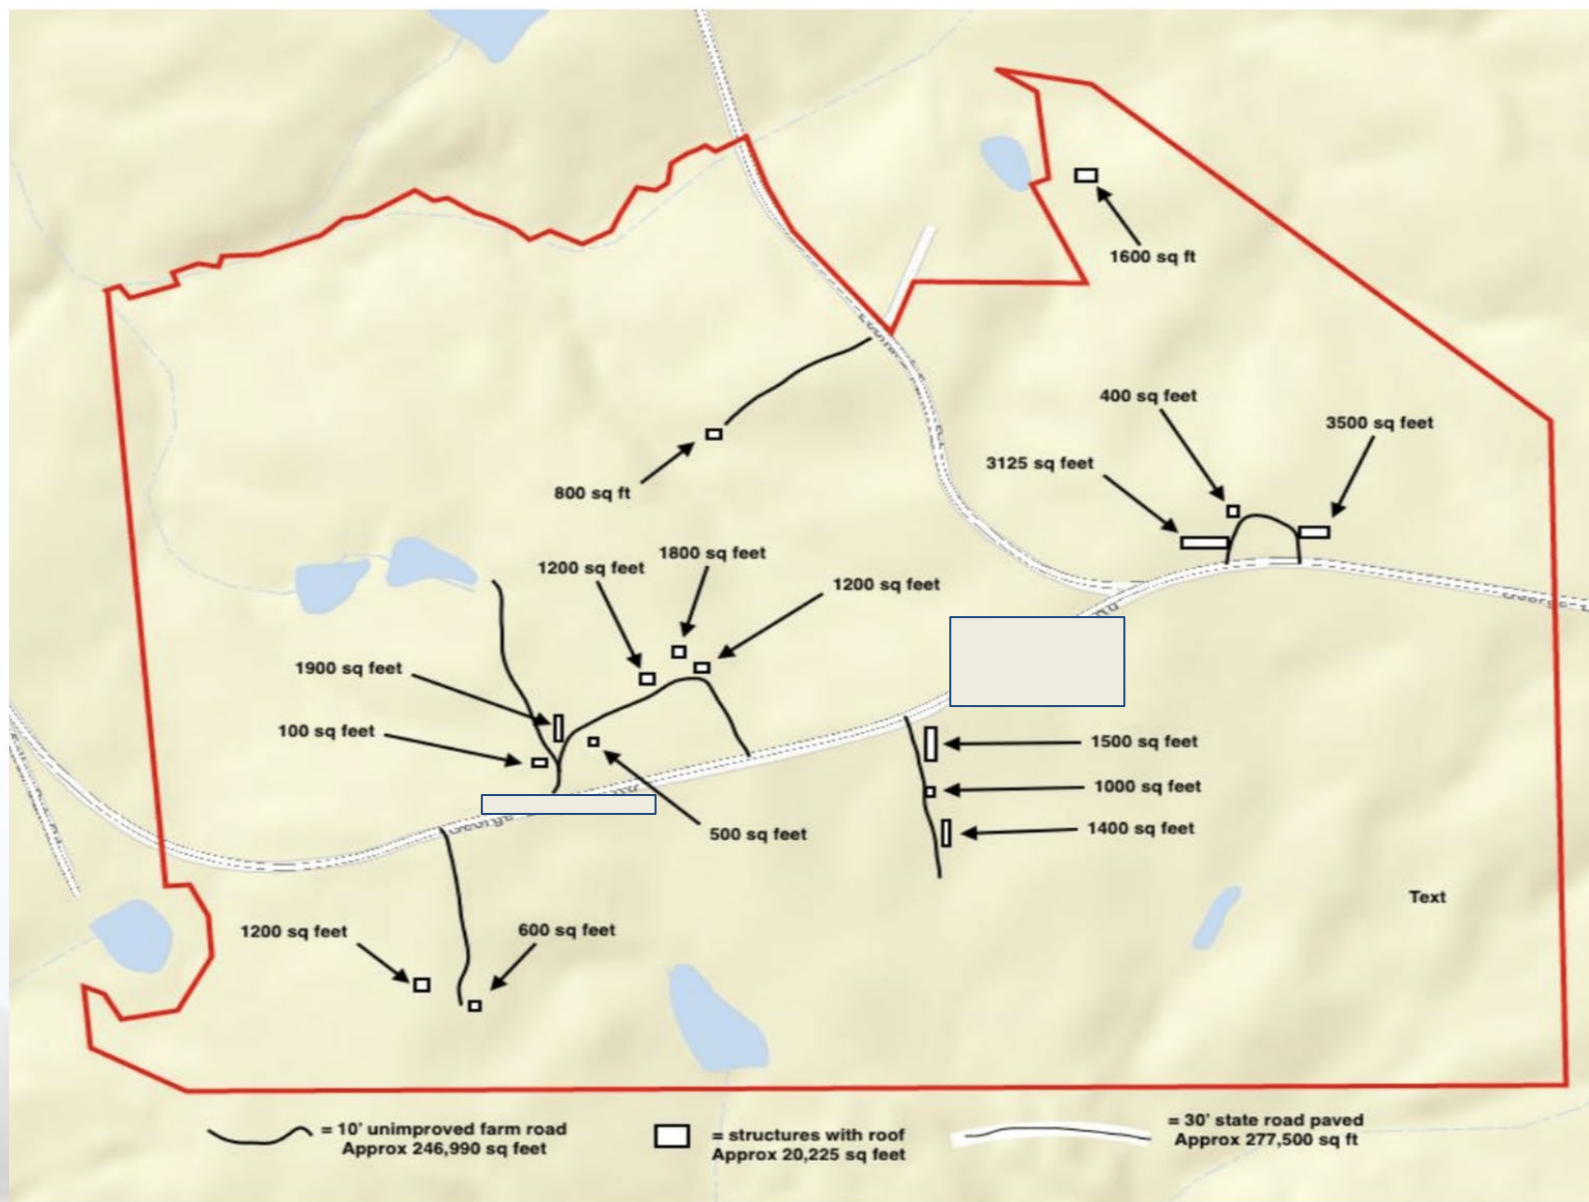 1600 sq ft
400 sq feet
3500 sq feet
3125 sq feet
800 sq ft
1800 sq feet
1200 sq feet
1200 sq feet
1900 sq feet
100 sq feet
1500 sq feet
1000 sq feet
500 sq feet
1400 sq feet
Text
1200 sq feet
600 sq feet
George
George
= 10' unimproved farm road
Approx 246,990 sq feet
= structures with roof
Approx 20,225 sq feet
= 30' state road paved
Approx 277,500 sq ft